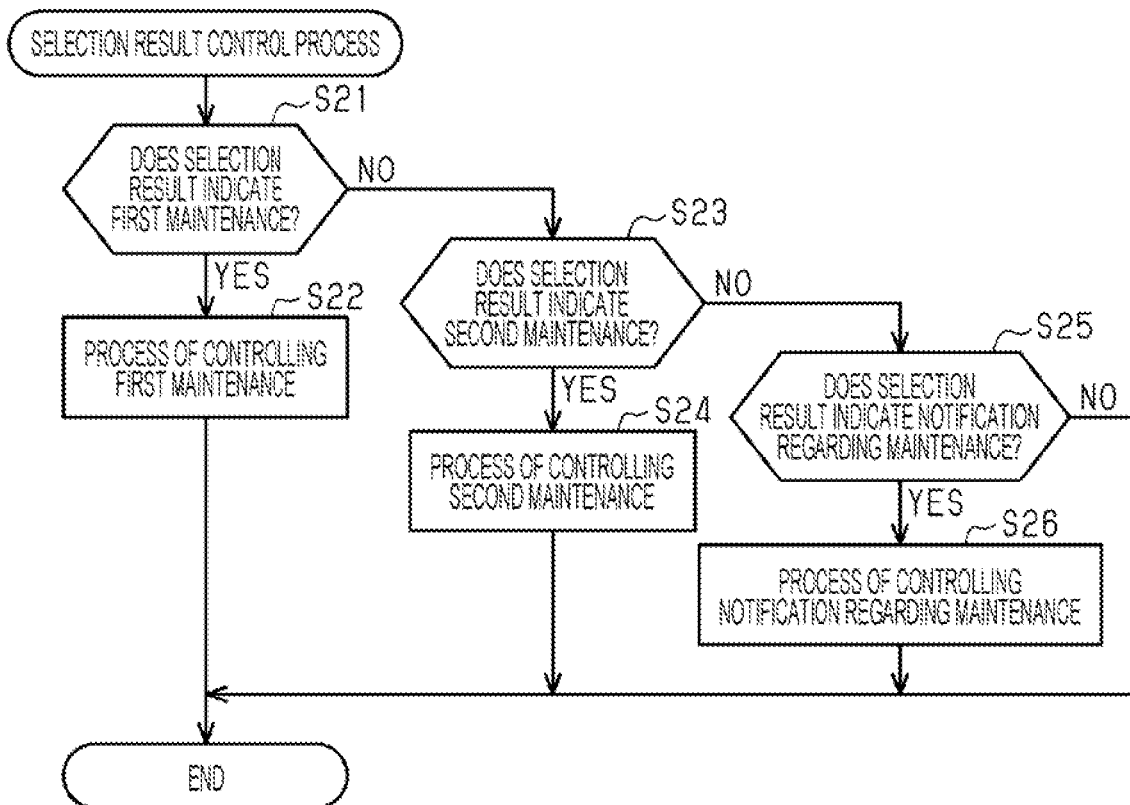 SELECTION RESULT CONTROL PROCESS
S21
DOES SELECTION
RESULT INDICATE
FIRST MAINTENANCE?
NO
YES
S22
PROCESS OF CONTROLLING
FIRST MAINTENANCE
S23
DOES SELECTION
RESULT INDICATE
SECOND MAINTENANCE?
NO
YES
S24
PROCESS OF CONTROLLING
SECOND MAINTENANCE
S25
DOES SELECTION
RESULT INDICATE NOTIFICATION
REGARDING MAINTENANCE?
NO
YES
S26
PROCESS OF CONTROLLING
NOTIFICATION REGARDING MAINTENANCE
END